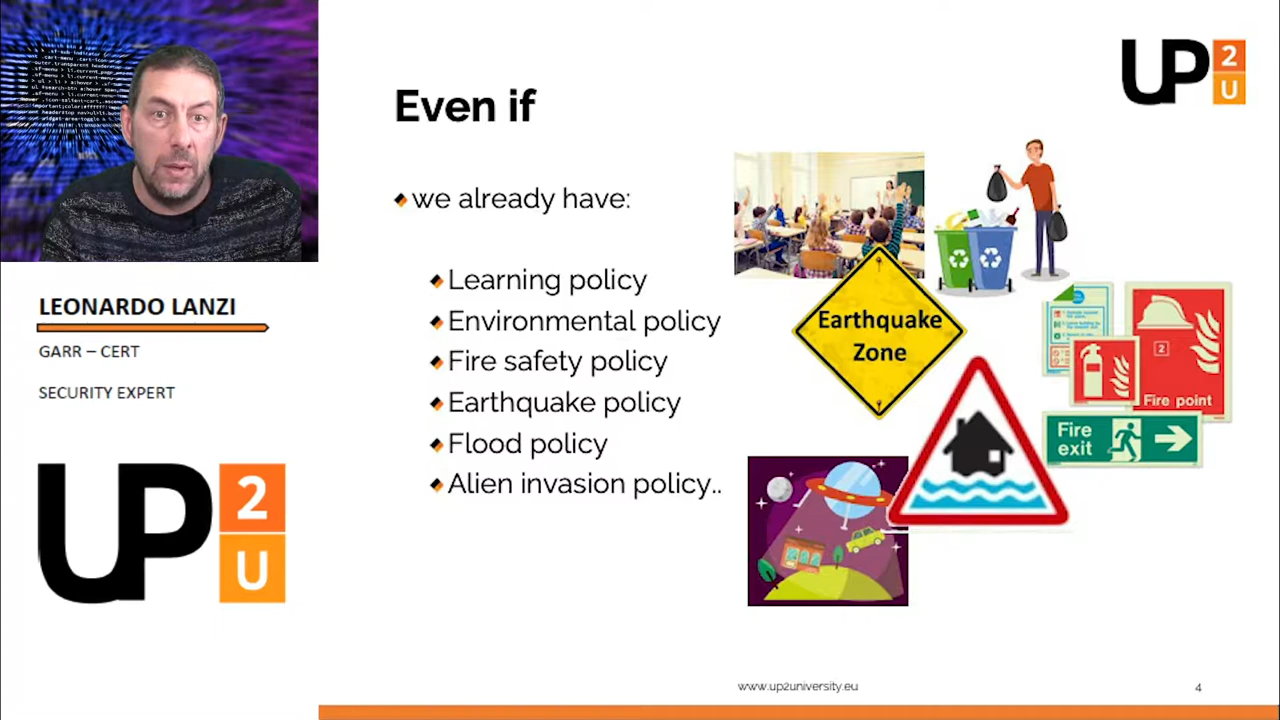 UP
2
U
Even if
we already have:
Learning policy
Environmental policy
Fire safety policy
Earthquake policy
Flood policy
Alien invasion policy..
Earthquake
Zone
2
Fire point
Fire
exit
LEONARDO LANZI
GARR – CERT
SECURITY EXPERT
UP
2
U
www.up2university.eu
4